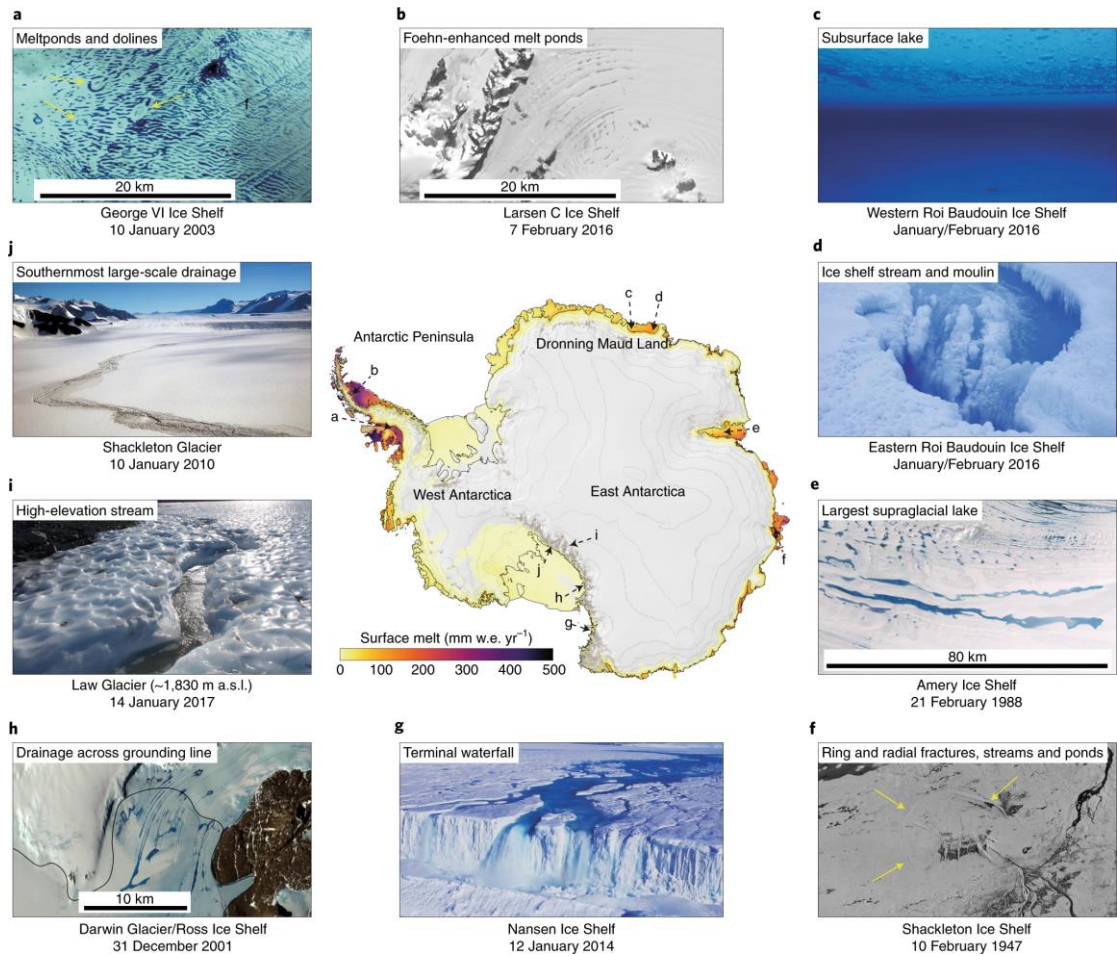 a
Meltponds and dolines
20 km
George VI Ice Shelf
10 January 2003
b
Foehn-enhanced melt ponds
20 km
Larsen C Ice Shelf
7 February 2016
c
Subsurface lake
Western Roi Baudouin Ice Shelf
January/February 2016
j
Southernmost large-scale drainage
Shackleton Glacier
10 January 2010
Antarctic Peninsula
b
a
c
d
Dronning Maud Land
e
West Antarctica
East Antarctica
f
i
j
h
g
Surface melt (mm w.e. yr⁻¹)
0 100 200 300 400 500
d
Ice shelf stream and moulin
Eastern Roi Baudouin Ice Shelf
January/February 2016
i
High-elevation stream
Law Glacier (~1,830 m a.s.l.)
14 January 2017
e
Largest supraglacial lake
80 km
Amery Ice Shelf
21 February 1988
h
Drainage across grounding line
10 km
Darwin Glacier/Ross Ice Shelf
31 December 2001
g
Terminal waterfall
Nansen Ice Shelf
12 January 2014
f
Ring and radial fractures, streams and ponds
Shackleton Ice Shelf
10 February 1947